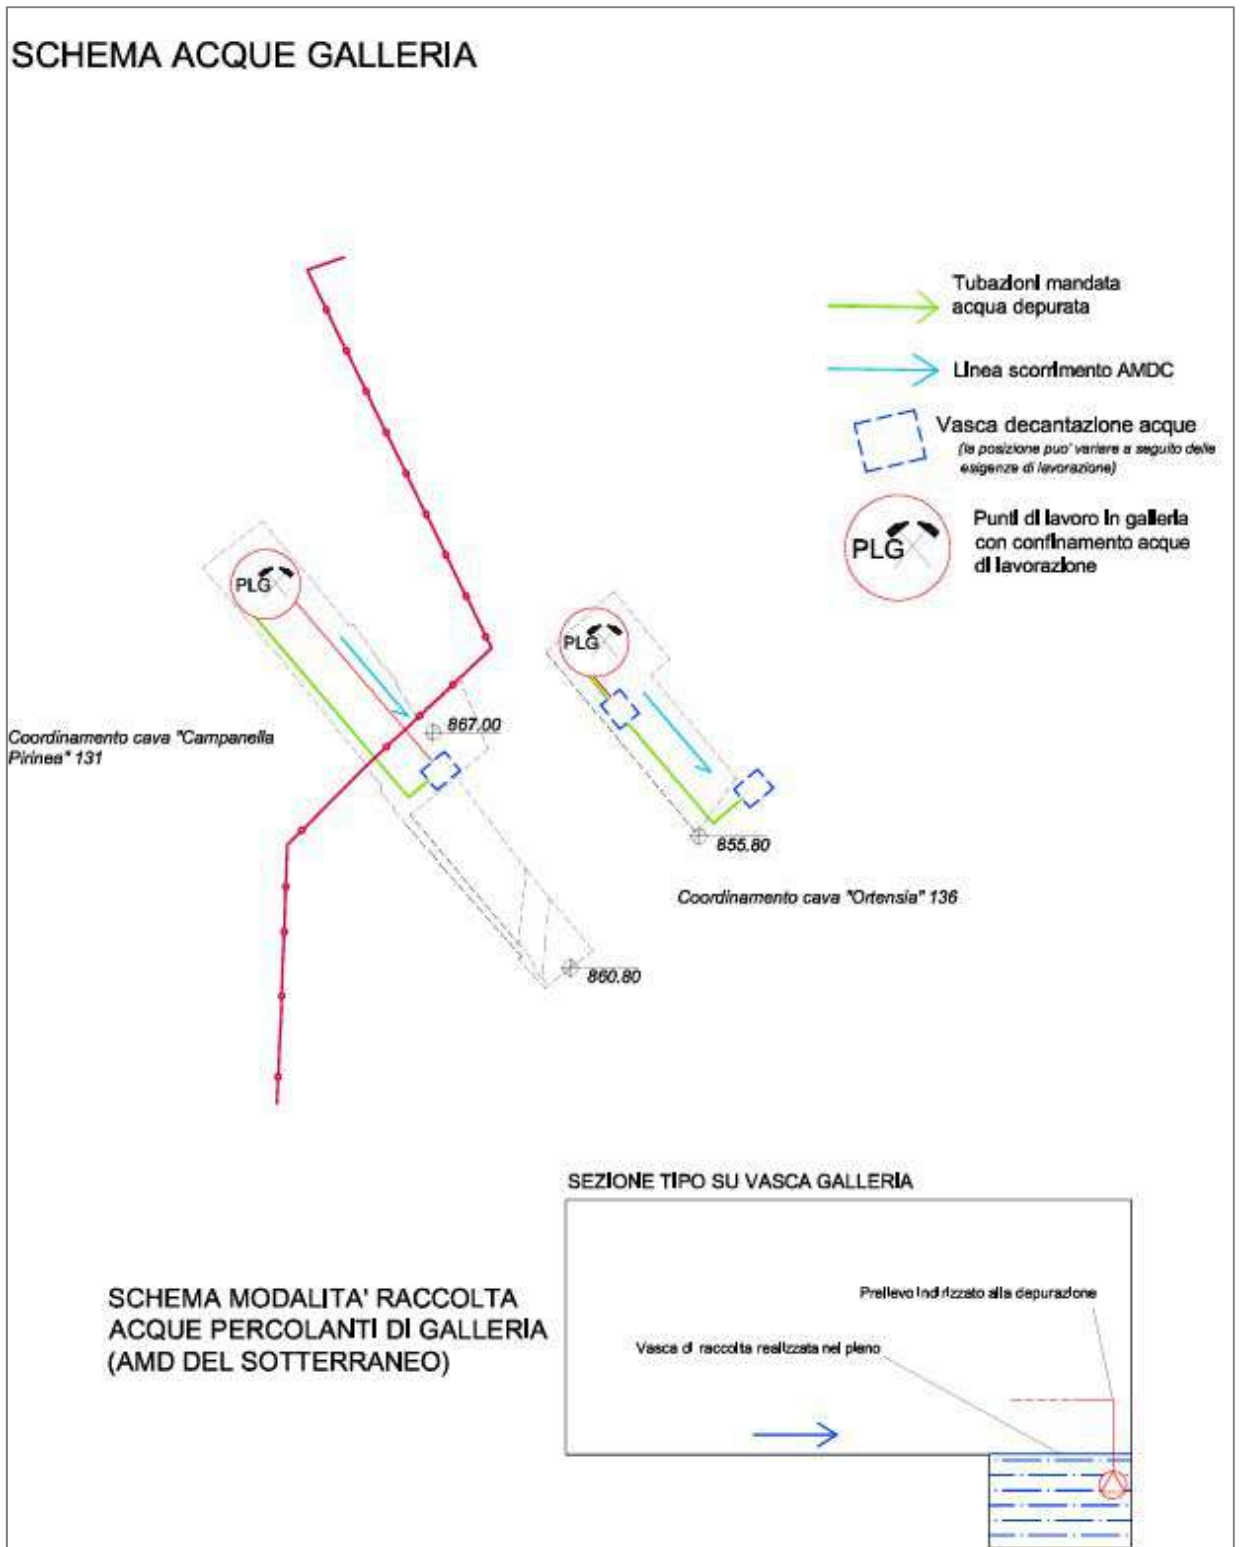 SCHEMA ACQUE GALLERIA
Tubazioni mandata
acqua depurata
Linea scorrimento AMDC
Vasca decantazione acque
(la posizione puo' variare a seguito delle
esigenze di lavorazione)
Punti di lavoro in galleria
con confinamento acque
di lavorazione
PLG
PLG
PLG
867.00
Coordinamento cava "Campanella
Pirinea" 131
855.80
Coordinamento cava "Ortensia" 136
860.80
SEZIONE TIPO SU VASCA GALLERIA
SCHEMA MODALITA' RACCOLTA
ACQUE PERCOLANTI DI GALLERIA
(AMD DEL SOTTERRANEO)
Prelievo indirizzato alla depurazione
Vasca di raccolta realizzata nel pieno